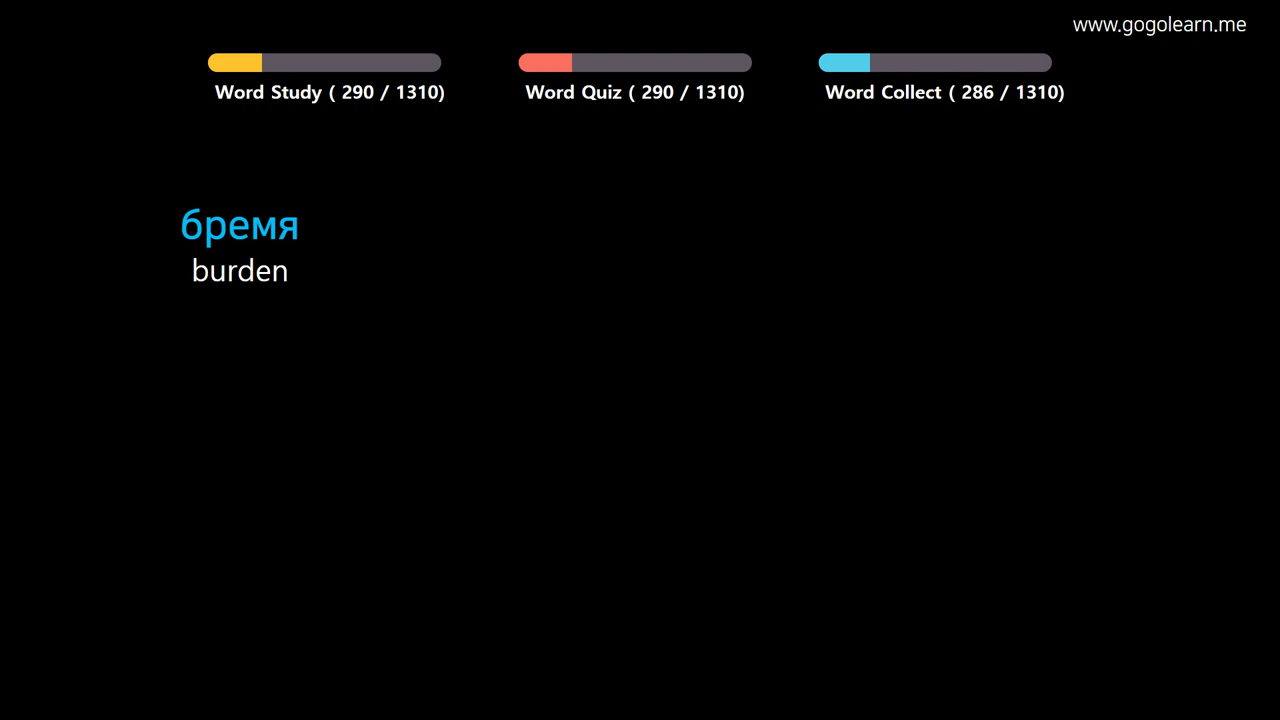 www.gogolearn.me
Word Study ( 290 / 1310)
Word Quiz ( 290 / 1310)
Word Collect ( 286 / 1310)
бремя
burden